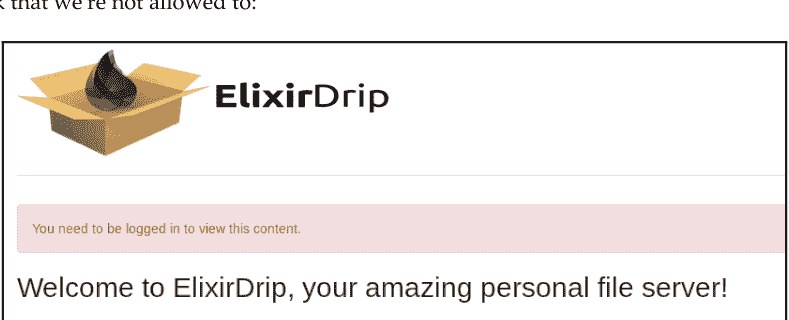 that we're not allowed to:
ElixirDrip
You need to be logged in to view this content.
Welcome to ElixirDrip, your amazing personal file server!